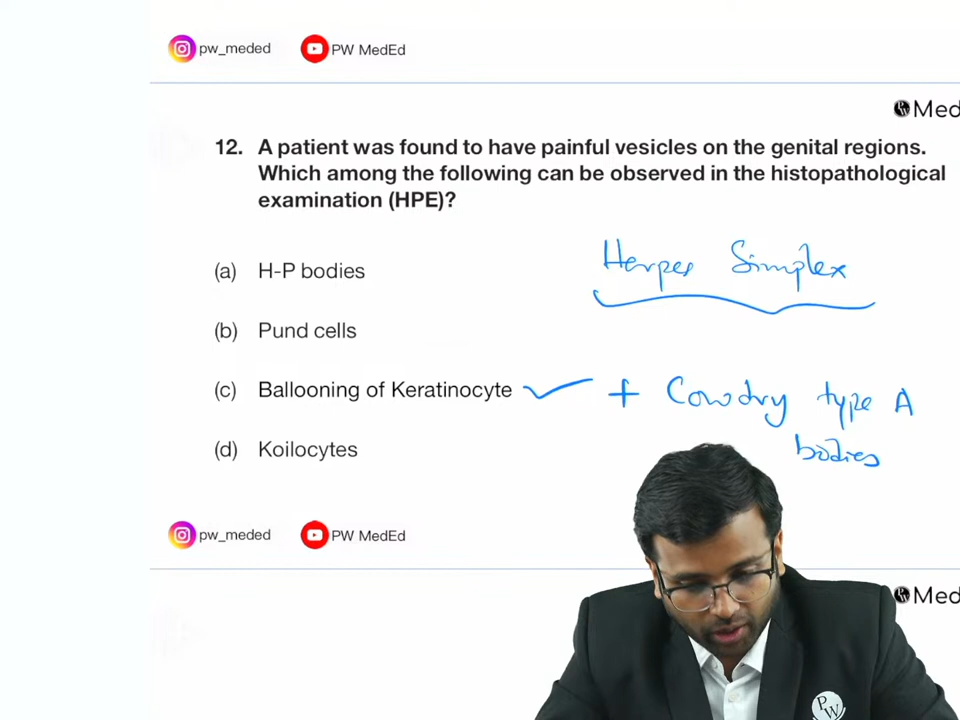 pw_meded PW MedEd
Med
12. A patient was found to have painful vesicles on the genital regions.
Which among the following can be observed in the histopathological
examination (HPE)?
Herpes Simplex
(a) H-P bodies
(b) Pund cells
(c) Ballooning of Keratinocyte + Cowdry type A
bodies
(d) Koilocytes
pw_meded PW MedEd
Med
PW